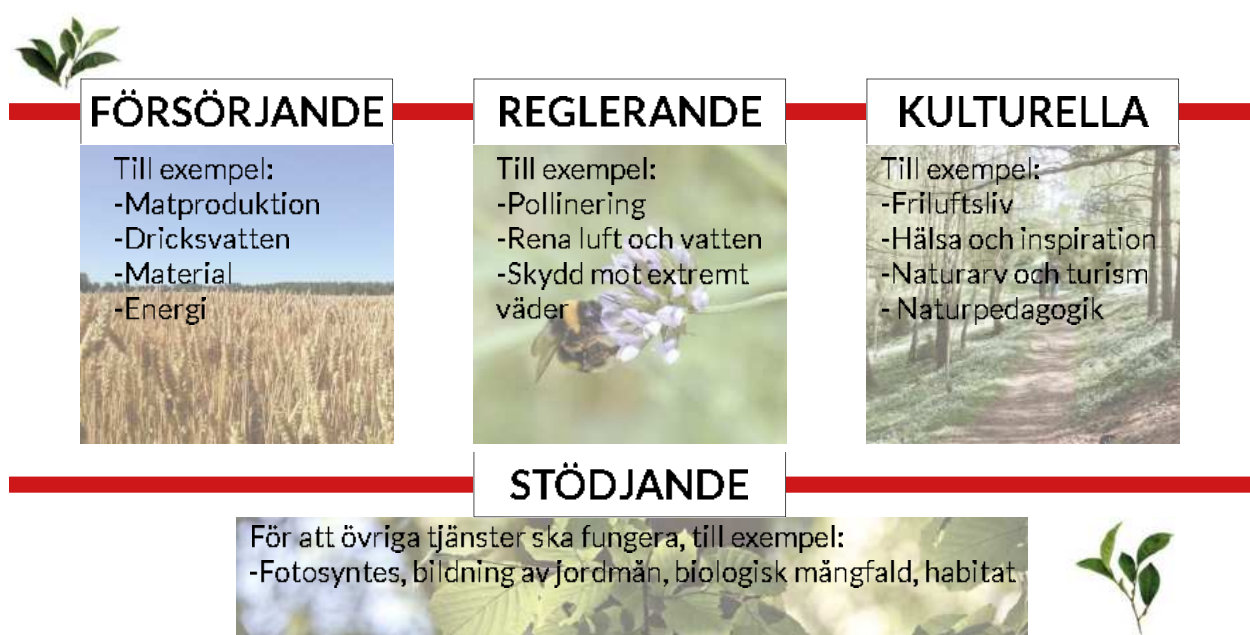 FÖRSÖRJANDE
Till exempel:
-Matproduktion
-Dricksvatten
-Material
-Energi
REGLERANDE
Till exempel:
-Pollinering
-Rena luft och vatten
-Skydd mot extremt
väder
KULTURELLA
Till exempel:
-Friluftsliv
-Hälsa och inspiration
-Naturarv och turism
- Naturpedagogik
STÖDJANDE
För att övriga tjänster ska fungera, till exempel:
-Fotosyntes, bildning av jordmån, biologisk mångfald, habitat